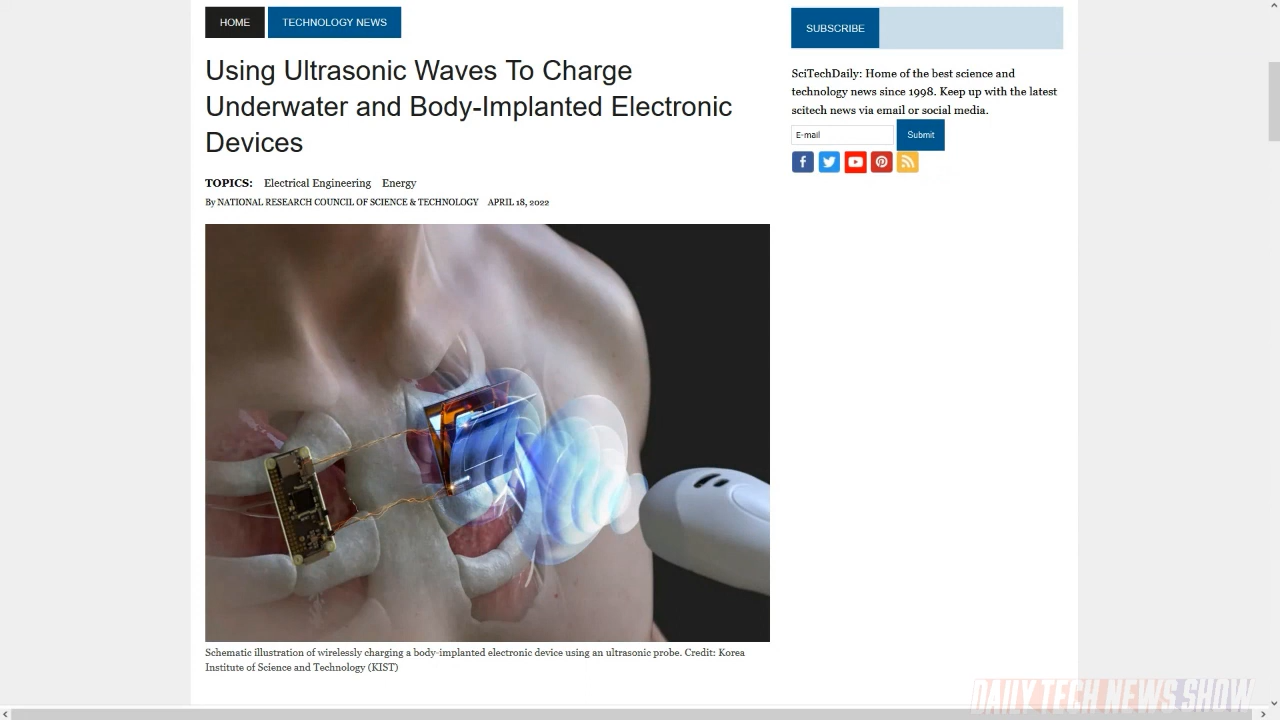 HOME
TECHNOLOGY NEWS
Using Ultrasonic Waves To Charge
Underwater and Body-Implanted Electronic
Devices
TOPICS: Electrical Engineering Energy
By NATIONAL RESEARCH COUNCIL OF SCIENCE & TECHNOLOGY APRIL 18, 2022
Schematic illustration of wirelessly charging a body-implanted electronic device using an ultrasonic probe. Credit: Korea
Institute of Science and Technology (KIST)
SUBSCRIBE
SciTechDaily: Home of the best science and
technology news since 1998. Keep up with the latest
scitech news via email or social media.
E-mail
Submit
DAILY TECH NEWS SHOW